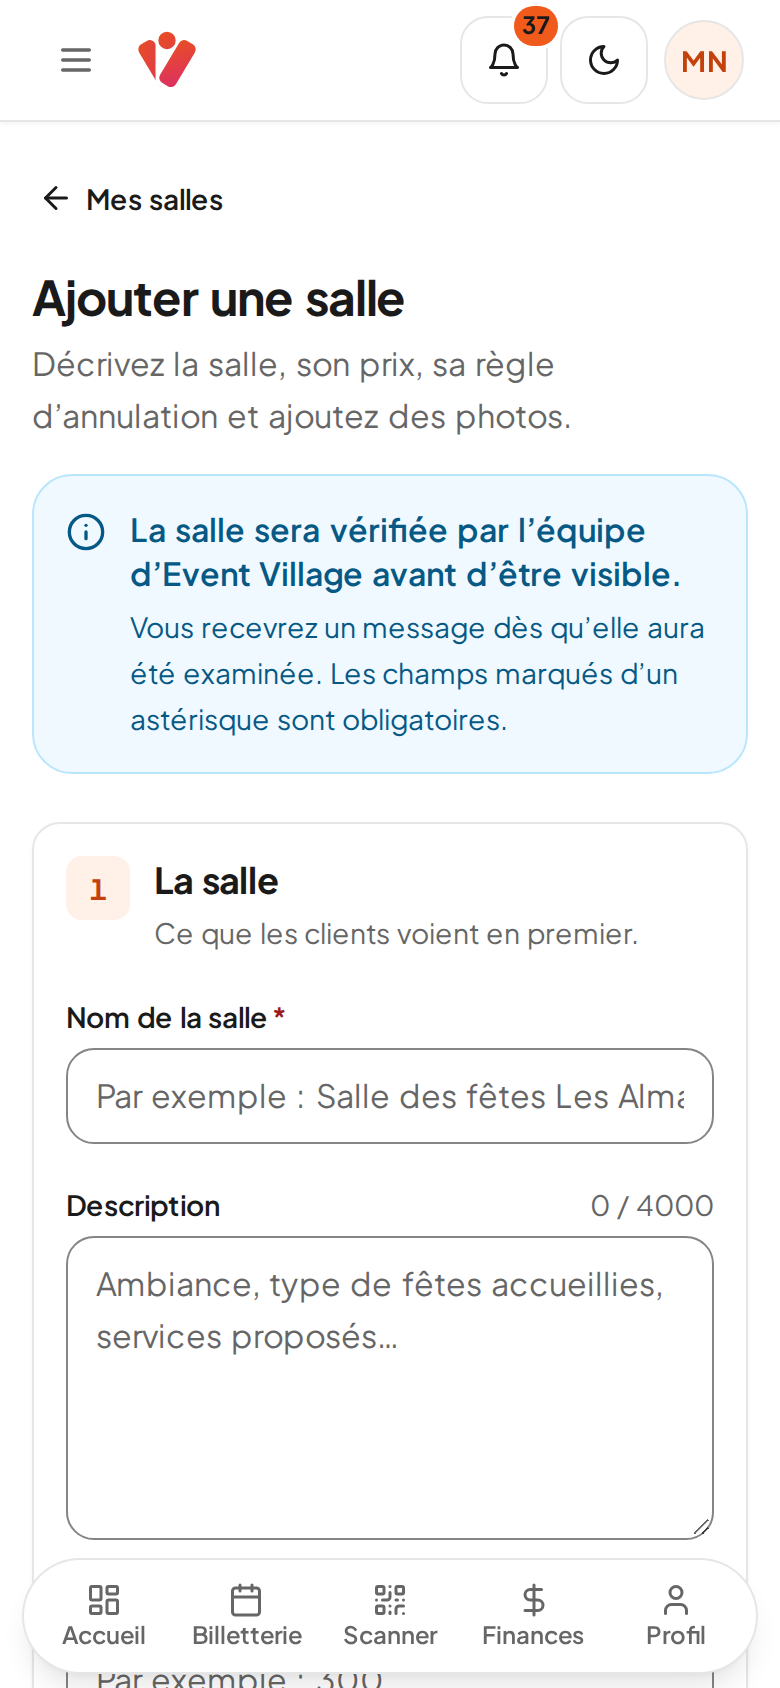 37
MN
Mes salles
Ajouter une salle
Décrivez la salle, son prix, sa règle
d’annulation et ajoutez des photos.
La salle sera vérifiée par l’équipe
d’Event Village avant d’être visible.
Vous recevrez un message dès qu’elle aura
été examinée. Les champs marqués d’un
astérisque sont obligatoires.
1
La salle
Ce que les clients voient en premier.
Nom de la salle *
Par exemple : Salle des fêtes Les Alma
Description
0 / 4000
Ambiance, type de fêtes accueillies,
services proposés…
Accueil
Billetterie
Scanner
Finances
Profil
Par exemple : 300